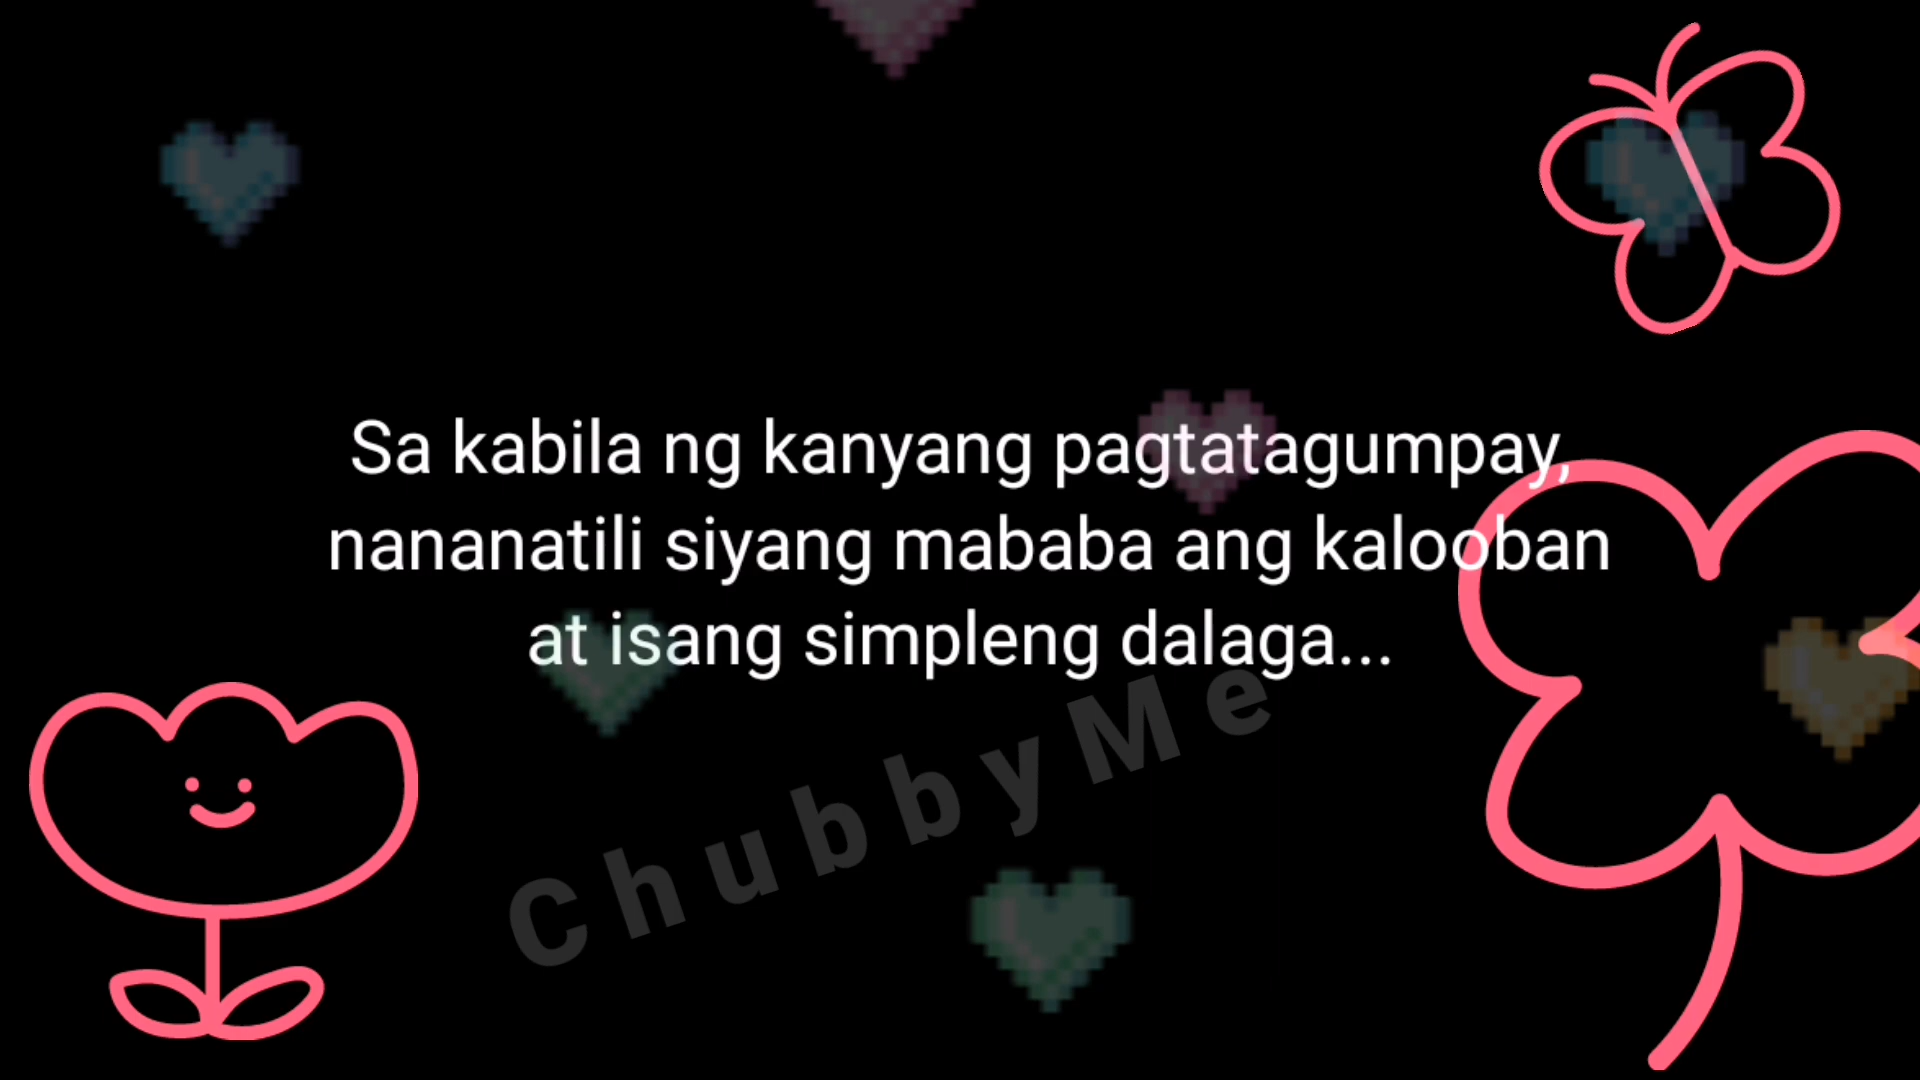 Sa kabila ng kanyang pagtatagumpay,
nananatili siyang mababa ang kalooban
at isang simpleng dalaga...
ChubbyMe